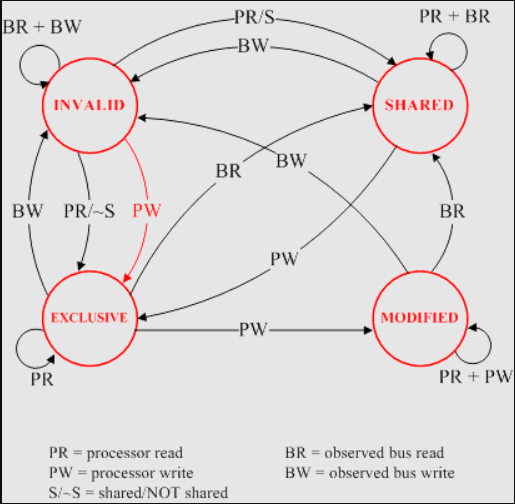 PR/S
PR + BR
BR + BW
BW
INVALID
SHARED
BR
BW
BW
PR/~S
PW
BR
PW
EXCLUSIVE
PW
MODIFIED
PR
PR + PW
PR = processor read
BR = observed bus read
PW = processor write
BW = observed bus write
S/~S = shared/NOT shared